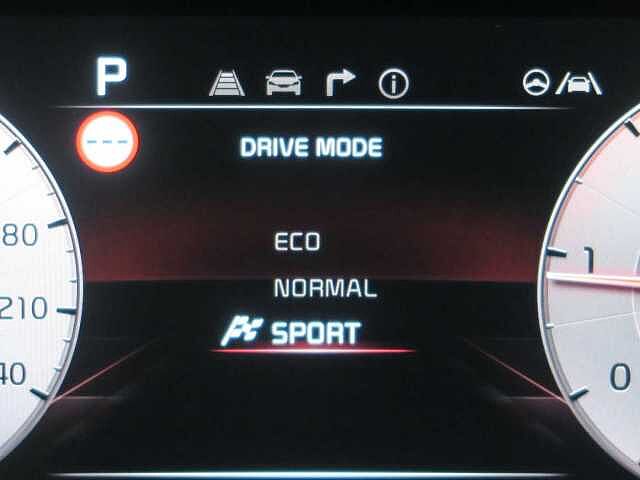 P
---
DRIVE MODE
80
ECO
1
NORMAL
210
SPORT
40
0